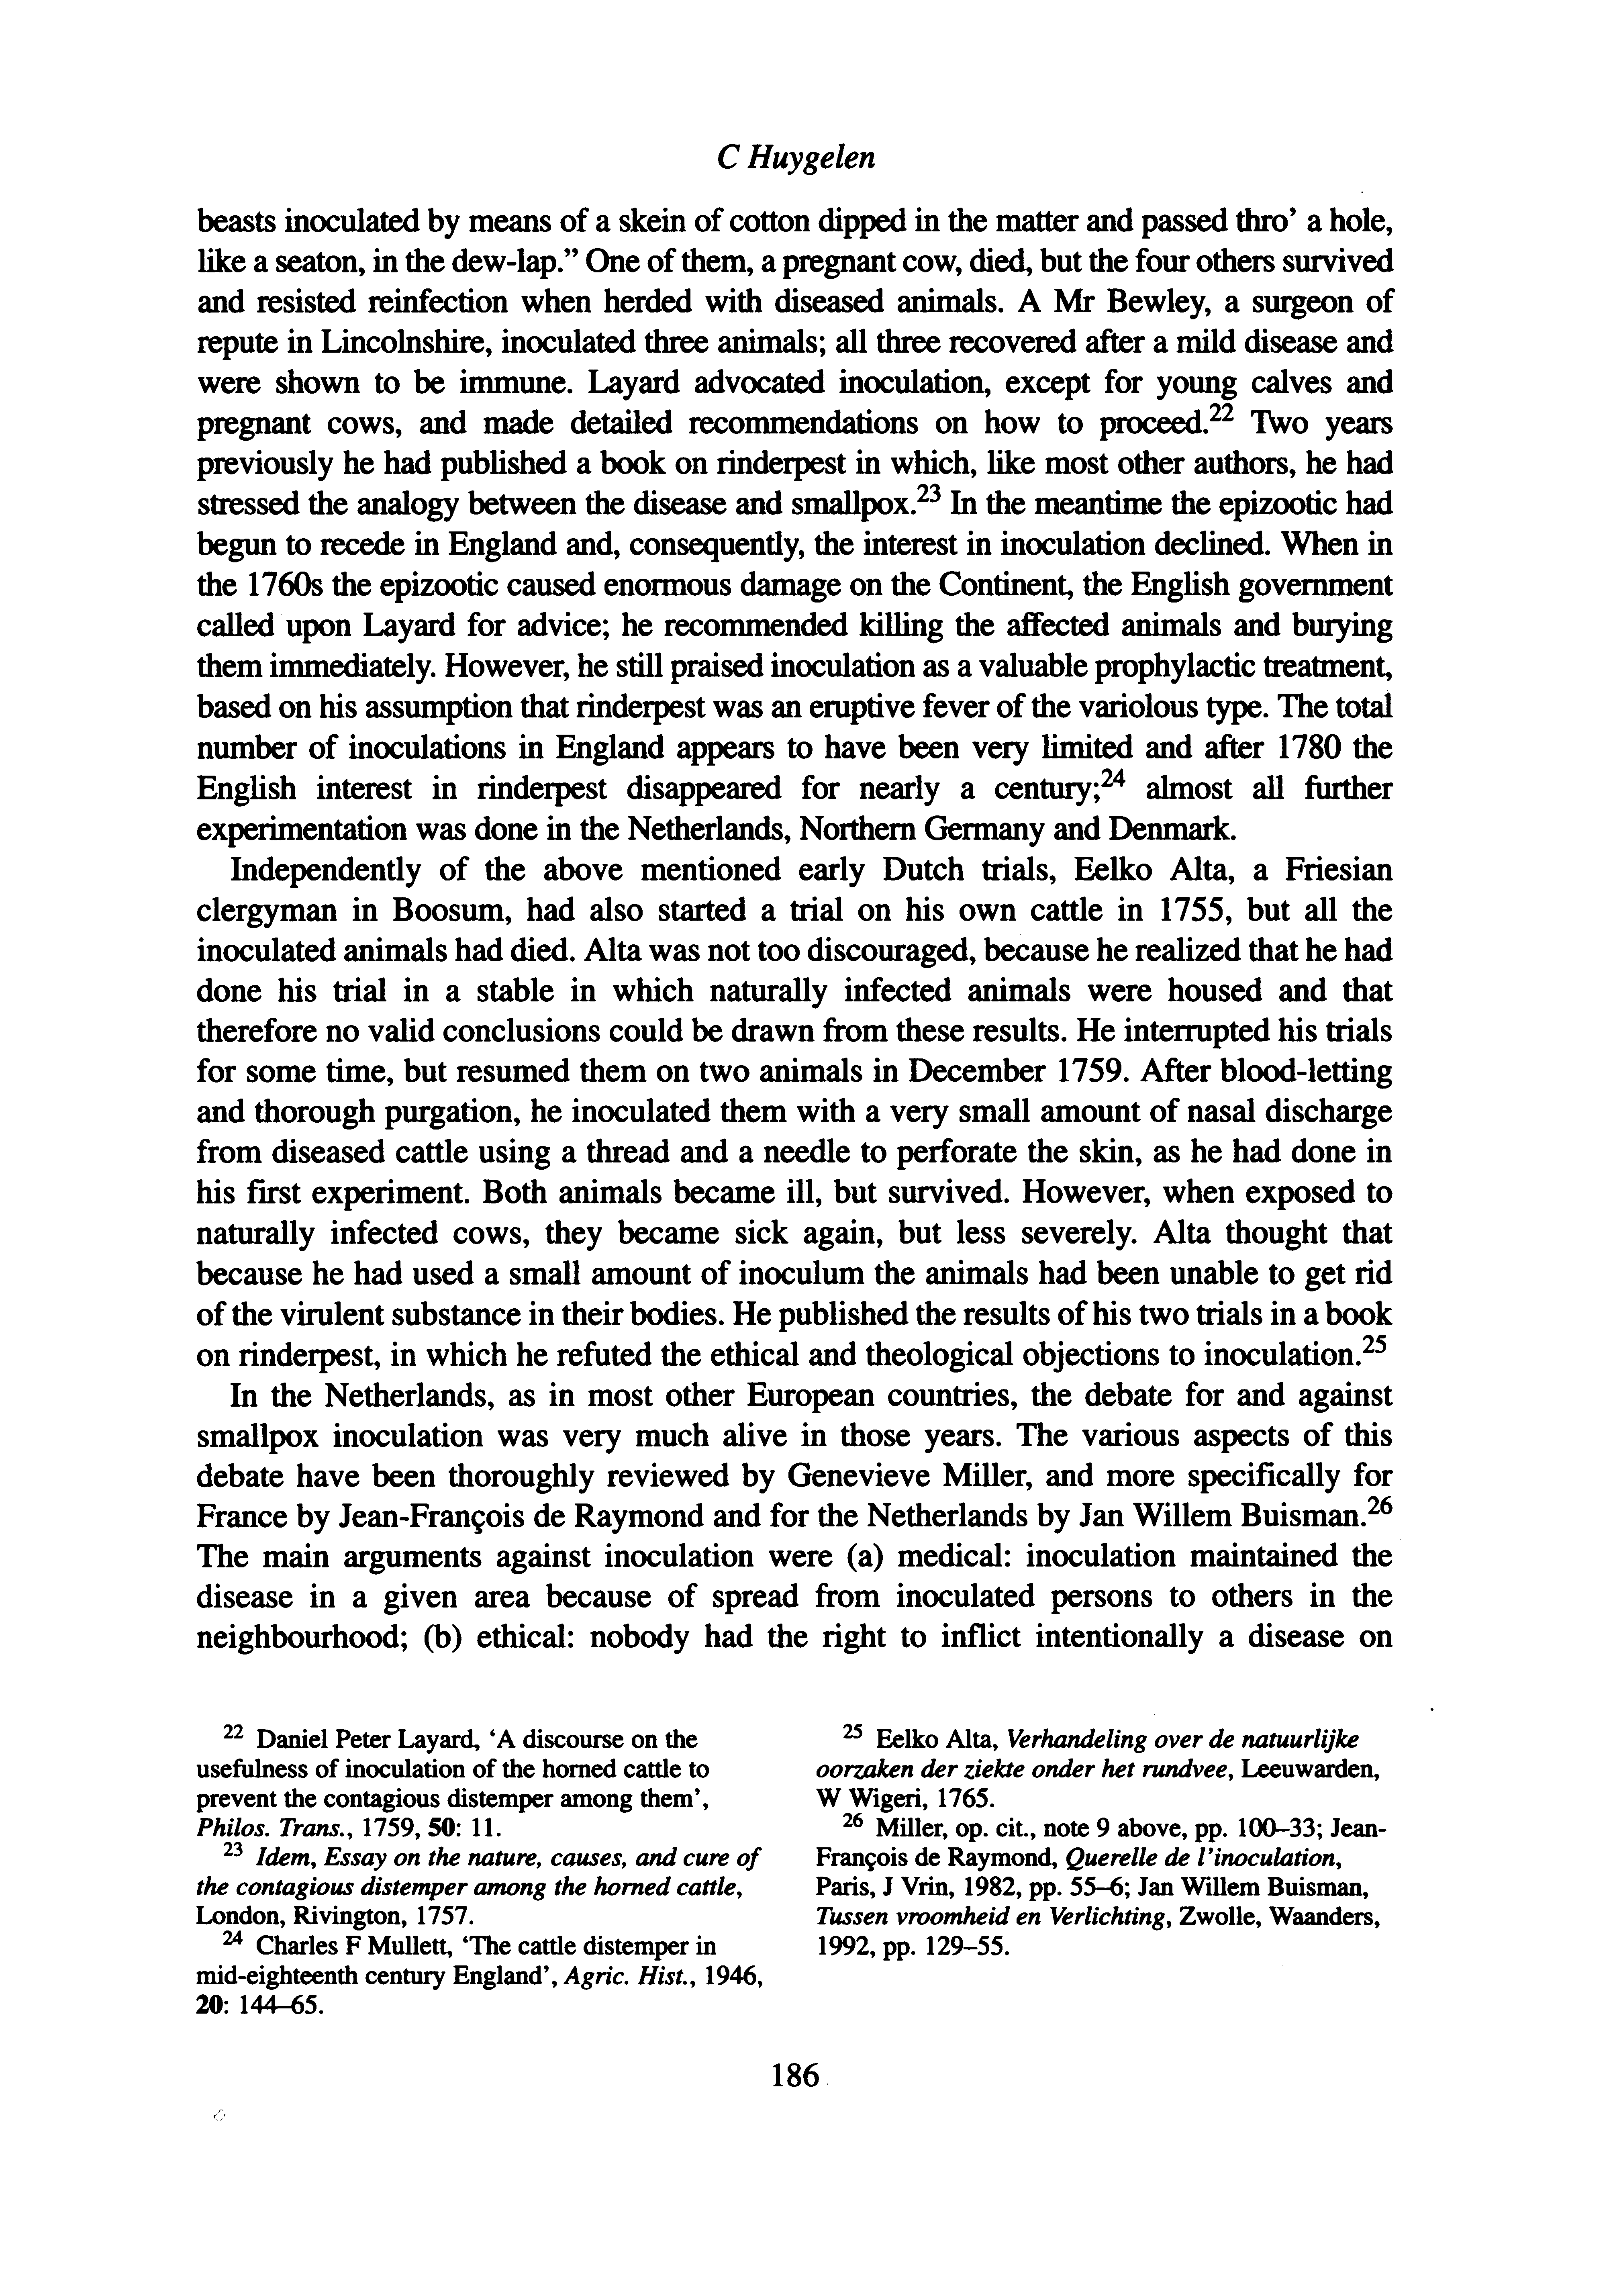 C Huygelen
beasts inoculated by means of a skein of cotton dipped in the matter and passed thro' a hole,
like a seaton, in the dew-lap.” One of them, a pregnant cow, died, but the four others survived
and resisted reinfection when herded with diseased animals. A Mr Bewley, a surgeon of
repute in Lincolnshire, inoculated three animals; all three recovered after a mild disease and
were shown to be immune. Layard advocated inoculation, except for young calves and
pregnant cows, and made detailed recommendations on how to proceed.22 Two years
previously he had published a book on rinderpest in which, like most other authors, he had
stressed the analogy between the disease and smallpox.23 In the meantime the epizootic had
begun to recede in England and, consequently, the interest in inoculation declined. When in
the 1760s the epizootic caused enormous damage on the Continent, the English government
called upon Layard for advice; he recommended killing the affected animals and burying
them immediately. However, he still praised inoculation as a valuable prophylactic treatment,
based on his assumption that rinderpest was an eruptive fever of the variolous type. The total
number of inoculations in England appears to have been very limited and after 1780 the
English interest in rinderpest disappeared for nearly a century;24 almost all further
experimentation was done in the Netherlands, Northern Germany and Denmark.
Independently of the above mentioned early Dutch trials, Eelko Alta, a Friesian
clergyman in Boosum, had also started a trial on his own cattle in 1755, but all the
inoculated animals had died. Alta was not too discouraged, because he realized that he had
done his trial in a stable in which naturally infected animals were housed and that
therefore no valid conclusions could be drawn from these results. He interrupted his trials
for some time, but resumed them on two animals in December 1759. After blood-letting
and thorough purgation, he inoculated them with a very small amount of nasal discharge
from diseased cattle using a thread and a needle to perforate the skin, as he had done in
his first experiment. Both animals became ill, but survived. However, when exposed to
naturally infected cows, they became sick again, but less severely. Alta thought that
because he had used a small amount of inoculum the animals had been unable to get rid
of the virulent substance in their bodies. He published the results of his two trials in a book
on rinderpest, in which he refuted the ethical and theological objections to inoculation.25
In the Netherlands, as in most other European countries, the debate for and against
smallpox inoculation was very much alive in those years. The various aspects of this
debate have been thoroughly reviewed by Genevieve Miller, and more specifically for
France by Jean-François de Raymond and for the Netherlands by Jan Willem Buisman.26
The main arguments against inoculation were (a) medical: inoculation maintained the
disease in a given area because of spread from inoculated persons to others in the
neighbourhood; (b) ethical: nobody had the right to inflict intentionally a disease on
22 Daniel Peter Layard, ‘A discourse on the
usefulness of inoculation of the horned cattle to
prevent the contagious distemper among them’,
Philos. Trans., 1759, 50: 11.
23 Idem, Essay on the nature, causes, and cure of
the contagious distemper among the horned cattle,
London, Rivington, 1757.
24 Charles F Mullett, ‘The cattle distemper in
mid-eighteenth century England’, Agric. Hist., 1946,
20: 144–65.
25 Eelko Alta, Verhandeling over de natuurlijke
oorzaken der ziekte onder het rundvee, Leeuwarden,
W Wigeri, 1765.
26 Miller, op. cit., note 9 above, pp. 100–33; Jean-
François de Raymond, Querelle de l’inoculation,
Paris, J Vrin, 1982, pp. 55–6; Jan Willem Buisman,
Tussen vroomheid en Verlichting, Zwolle, Waanders,
1992, pp. 129–55.
186